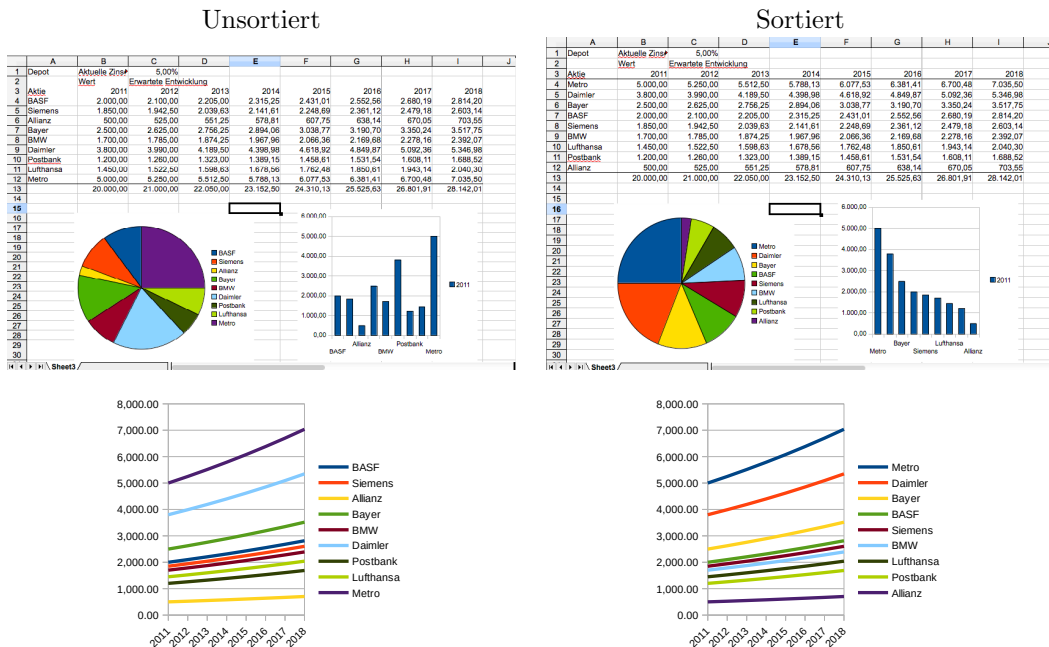 Unsortiert
A B C D E F G H I J
1 Depot Aktuelle Zins 5,00%
2 Wert Erwartete Entwicklung
3 Aktie 2011 2012 2013 2014 2015 2016 2017 2018
4 BASF 2.000,00 2.100,00 2.205,00 2.315,25 2.431,01 2.552,56 2.680,19 2.814,20
5 Siemens 1.850,00 1.942,50 2.039,63 2.141,61 2.248,69 2.361,12 2.479,18 2.603,14
6 Allianz 500,00 525,00 551,25 578,81 607,75 638,14 670,05 703,55
7 Bayer 2.500,00 2.625,00 2.756,25 2.894,06 3.038,77 3.190,70 3.350,24 3.517,75
8 BMW 1.700,00 1.785,00 1.874,25 1.967,96 2.066,36 2.169,68 2.278,16 2.392,07
9 Daimler 3.800,00 3.990,00 4.189,50 4.398,98 4.618,92 4.849,87 5.092,36 5.346,98
10 Postbank 1.200,00 1.260,00 1.323,00 1.389,15 1.458,61 1.531,54 1.608,11 1.688,52
11 Lufthansa 1.450,00 1.522,50 1.598,63 1.678,56 1.762,48 1.850,61 1.943,14 2.040,30
12 Metro 5.000,00 5.250,00 5.512,50 5.788,13 6.077,53 6.381,41 6.700,48 7.035,50
13 20.000,00 21.000,00 22.050,00 23.152,50 24.310,13 25.525,63 26.801,91 28.142,01
14
15
16
17
18
19
20
21
22
23
24
25
26
27
28
29
30
BASF
Siemens
Allianz
Bayer
BMW
Daimler
Postbank
Lufthansa
Metro
6.000,00
5.000,00
4.000,00
3.000,00
2.000,00
1.000,00
0,00
Allianz Postbank
BASF BMW Metro
2011
Sheet3
Sortiert
A B C D E F G H I
1 Depot Aktuelle Zins 5,00%
2 Wert Erwartete Entwicklung
3 Aktie 2011 2012 2013 2014 2015 2016 2017 2018
4 Metro 5.000,00 5.250,00 5.512,50 5.788,13 6.077,53 6.381,41 6.700,48 7.035,50
5 Daimler 3.800,00 3.990,00 4.189,50 4.398,98 4.618,92 4.849,87 5.092,36 5.346,98
6 Bayer 2.500,00 2.625,00 2.756,25 2.894,06 3.038,77 3.190,70 3.350,24 3.517,75
7 BASF 2.000,00 2.100,00 2.205,00 2.315,25 2.431,01 2.552,56 2.680,19 2.814,20
8 Siemens 1.850,00 1.942,50 2.039,63 2.141,61 2.248,69 2.361,12 2.479,18 2.603,14
9 BMW 1.700,00 1.785,00 1.874,25 1.967,96 2.066,36 2.169,68 2.278,16 2.392,07
10 Lufthansa 1.450,00 1.522,50 1.598,63 1.678,56 1.762,48 1.850,61 1.943,14 2.040,30
11 Postbank 1.200,00 1.260,00 1.323,00 1.389,15 1.458,61 1.531,54 1.608,11 1.688,52
12 Allianz 500,00 525,00 551,25 578,81 607,75 638,14 670,05 703,55
13 20.000,00 21.000,00 22.050,00 23.152,50 24.310,13 25.525,63 26.801,91 28.142,01
14
15
16
17
18
19
20
21
22
23
24
25
26
27
28
29
30
Metro
Daimler
Bayer
BASF
Siemens
BMW
Lufthansa
Postbank
Allianz
6.000,00
5.000,00
4.000,00
3.000,00
2.000,00
1.000,00
0,00
Bayer Lufthansa
Metro Siemens Allianz
2011
Sheet3
8,000.00
7,000.00
6,000.00
5,000.00
4,000.00
3,000.00
2,000.00
1,000.00
0.00
2011 2012 2013 2014 2015 2016 2017 2018
BASF
Siemens
Allianz
Bayer
BMW
Daimler
Postbank
Lufthansa
Metro
8,000.00
7,000.00
6,000.00
5,000.00
4,000.00
3,000.00
2,000.00
1,000.00
0.00
2011 2012 2013 2014 2015 2016 2017 2018
Metro
Daimler
Bayer
BASF
Siemens
BMW
Lufthansa
Postbank
Allianz